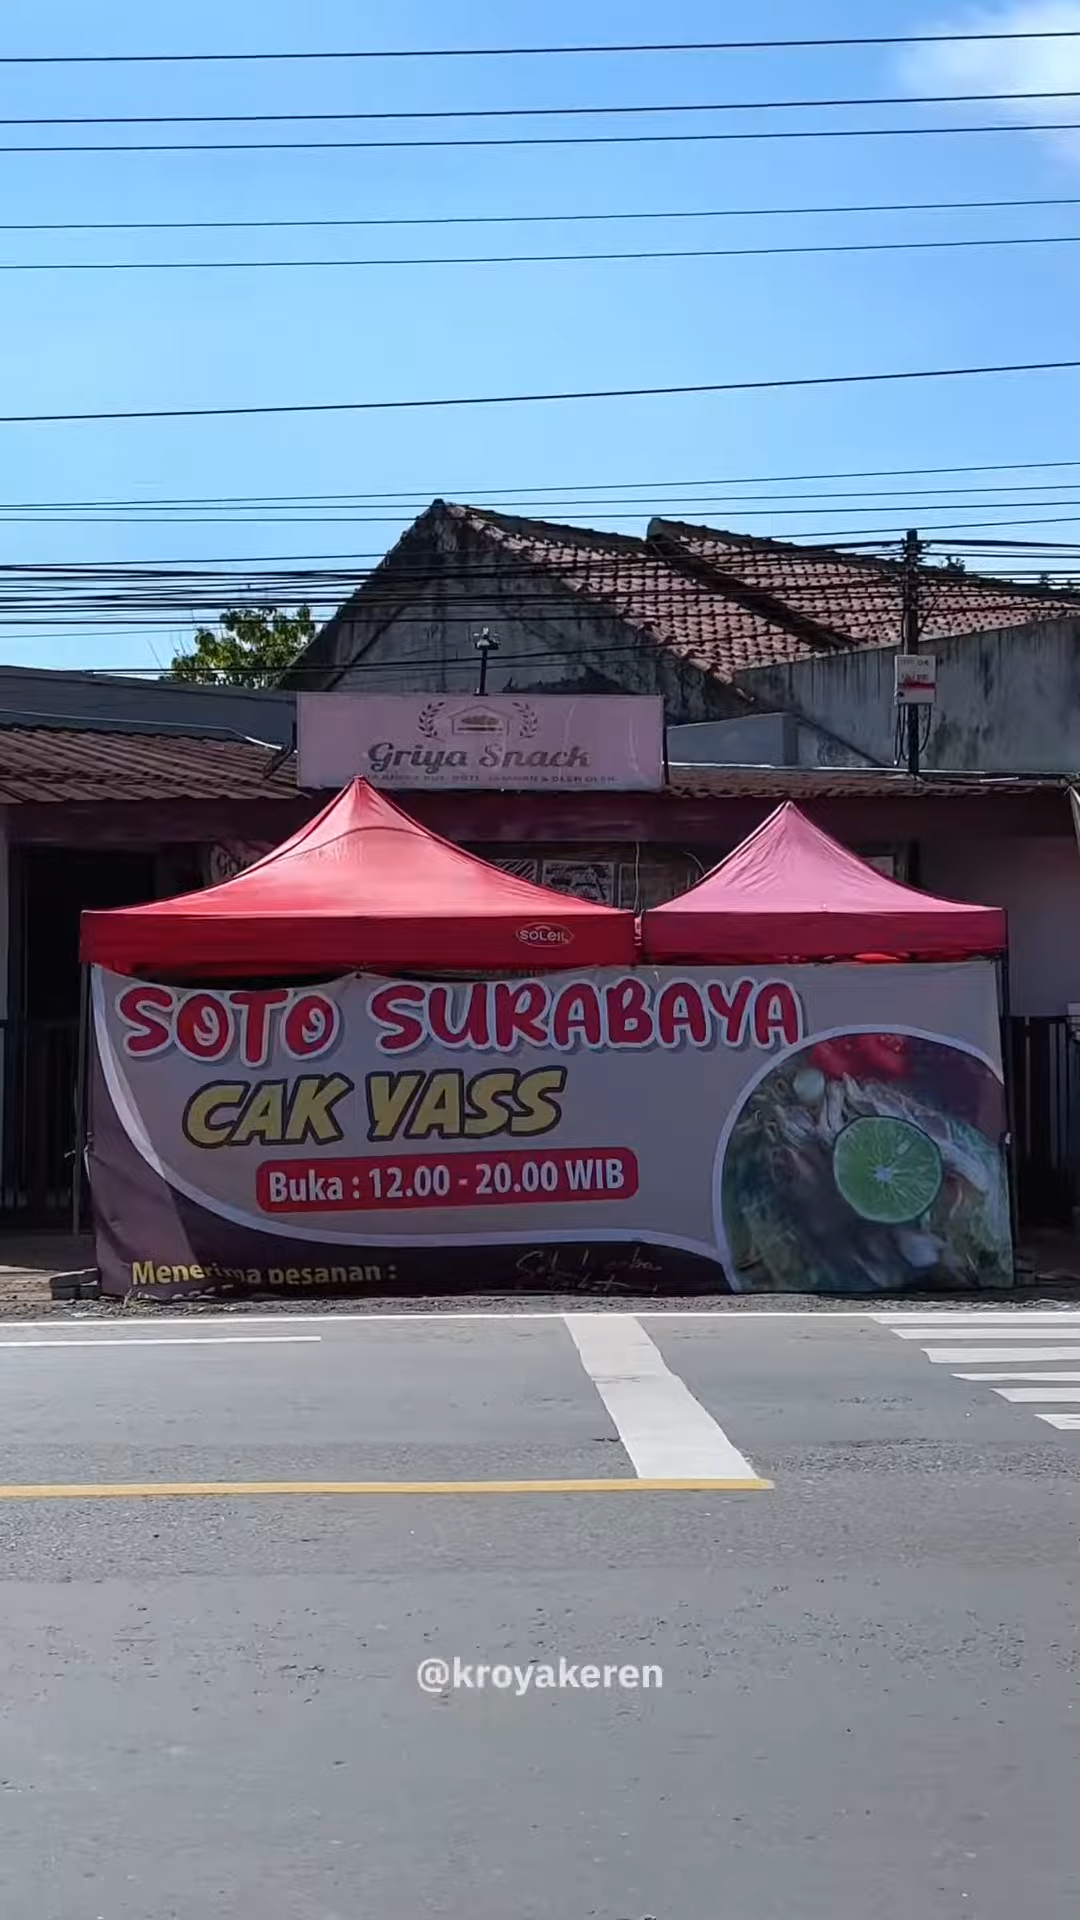 Griya Snack
SOLEIL
SOTO SURABAYA
CAK YASS
Buka : 12.00 - 20.00 WIB
Menerima pesanan :
@kroyakeren